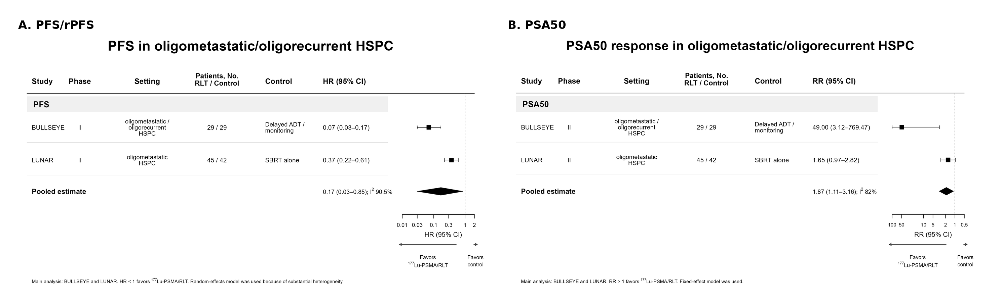 A. PFS/rPFS
PFS in oligometastatic/oligorecurrent HSPC
Study Phase Setting Patients, No. RLT / Control Control HR (95% CI)
PFS
BULLSEYE II oligometastatic / oligorecurrent HSPC 29 / 29 Delayed ADT / monitoring 0.07 (0.03–0.17)
LUNAR II oligometastatic HSPC 45 / 42 SBRT alone 0.37 (0.22–0.61)
Pooled estimate 0.17 (0.03–0.85); I² 90.5%
0.01 0.03 0.1 0.3 1 2
HR (95% CI)
Favors ¹⁷⁷Lu-PSMA/RLT
Favors control
Main analysis: BULLSEYE and LUNAR. HR < 1 favors ¹⁷⁷Lu-PSMA/RLT. Random-effects model was used because of substantial heterogeneity.
B. PSA50
PSA50 response in oligometastatic/oligorecurrent HSPC
Study Phase Setting Patients, No. RLT / Control Control RR (95% CI)
PSA50
BULLSEYE II oligometastatic / oligorecurrent HSPC 29 / 29 Delayed ADT / monitoring 49.00 (3.12–769.47)
LUNAR II oligometastatic HSPC 45 / 42 SBRT alone 1.65 (0.97–2.82)
Pooled estimate 1.87 (1.11–3.16); I² 82%
100 50 10 5 2 1 0.5
RR (95% CI)
Favors ¹⁷⁷Lu-PSMA/RLT
Favors control
Main analysis: BULLSEYE and LUNAR. RR > 1 favors ¹⁷⁷Lu-PSMA/RLT. Fixed-effect model was used.